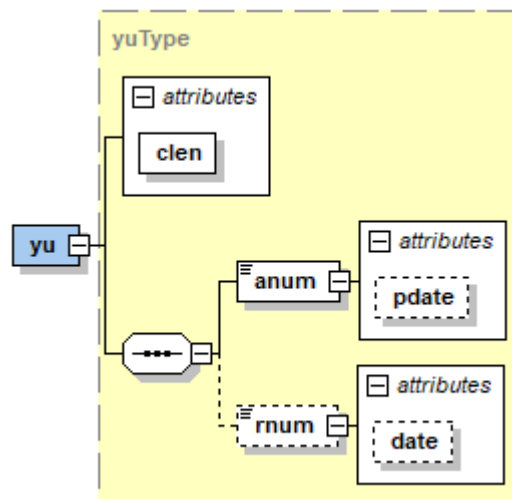 yuType
attributes
clen
yu
attributes
anum
pdate
attributes
rnum
date